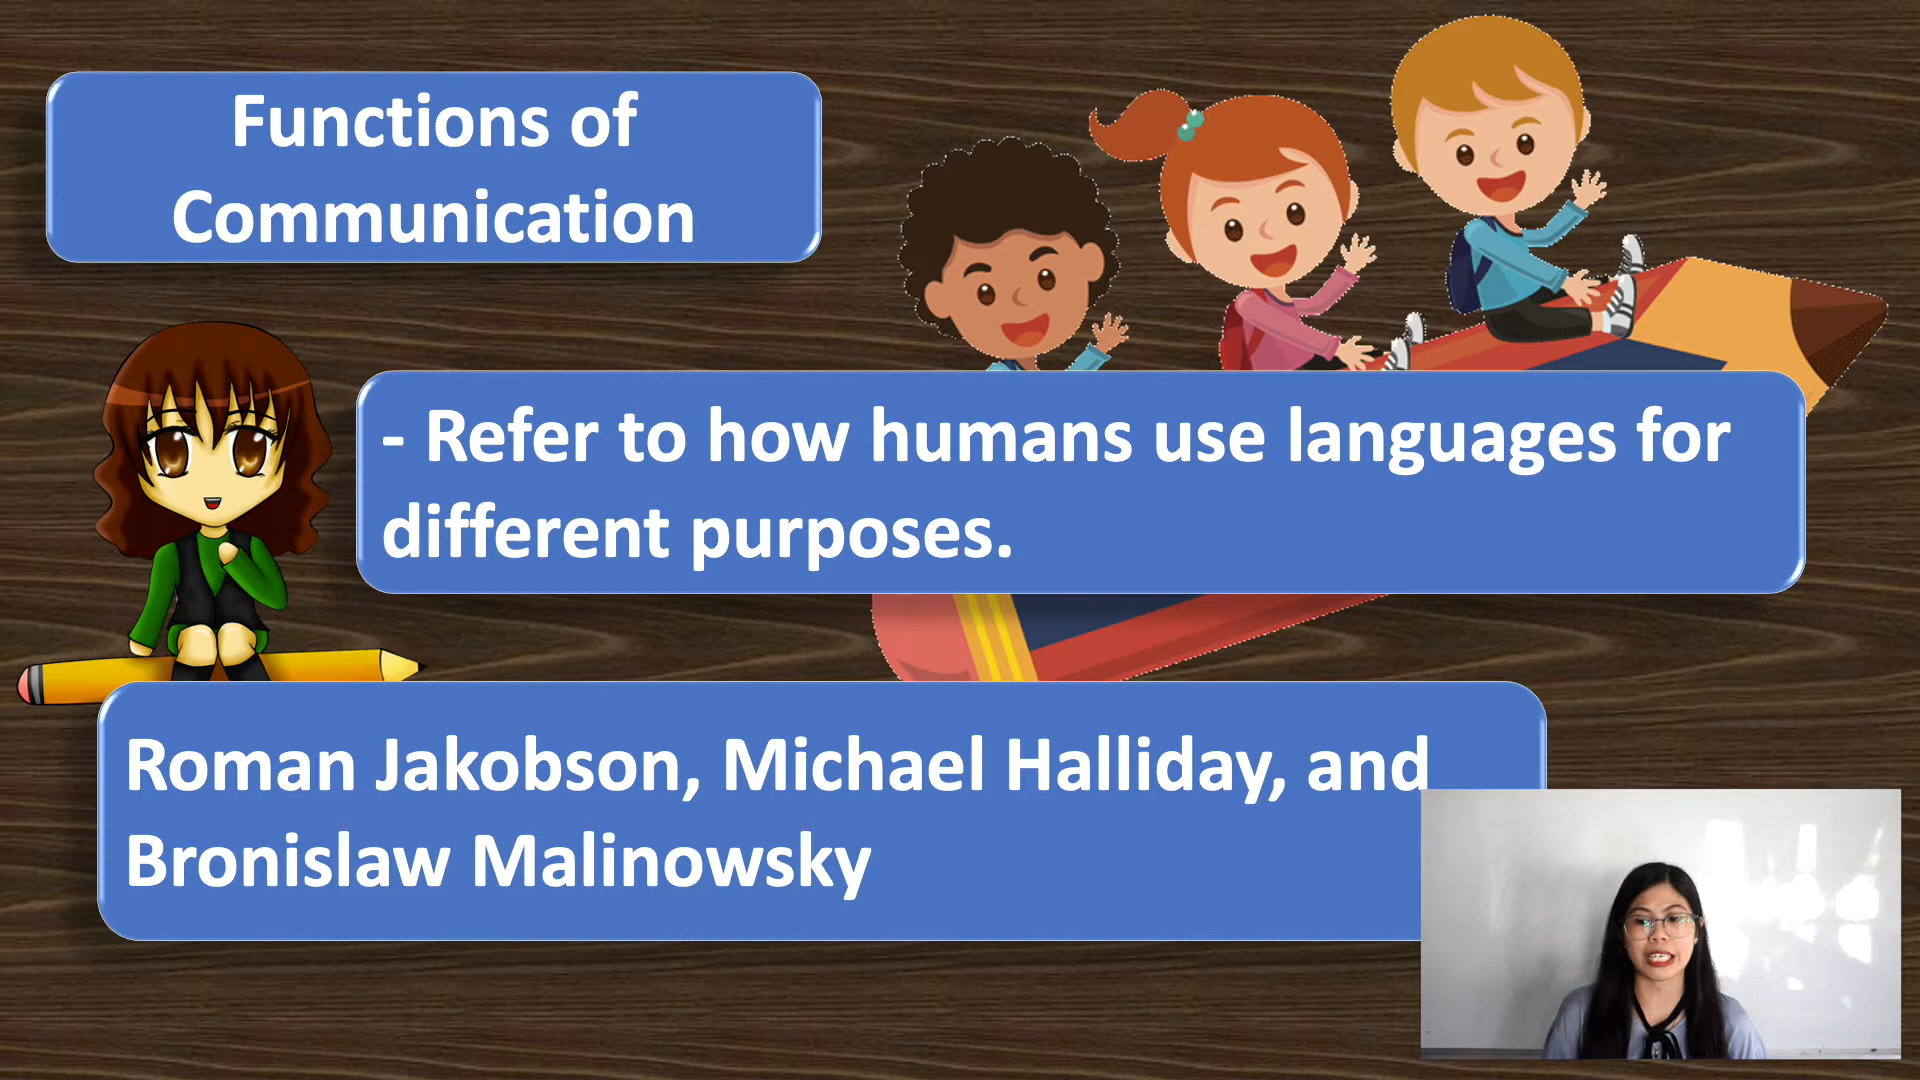 Functions of
Communication
- Refer to how humans use languages for
different purposes.
Roman Jakobson, Michael Halliday, and
Bronislaw Malinowsky